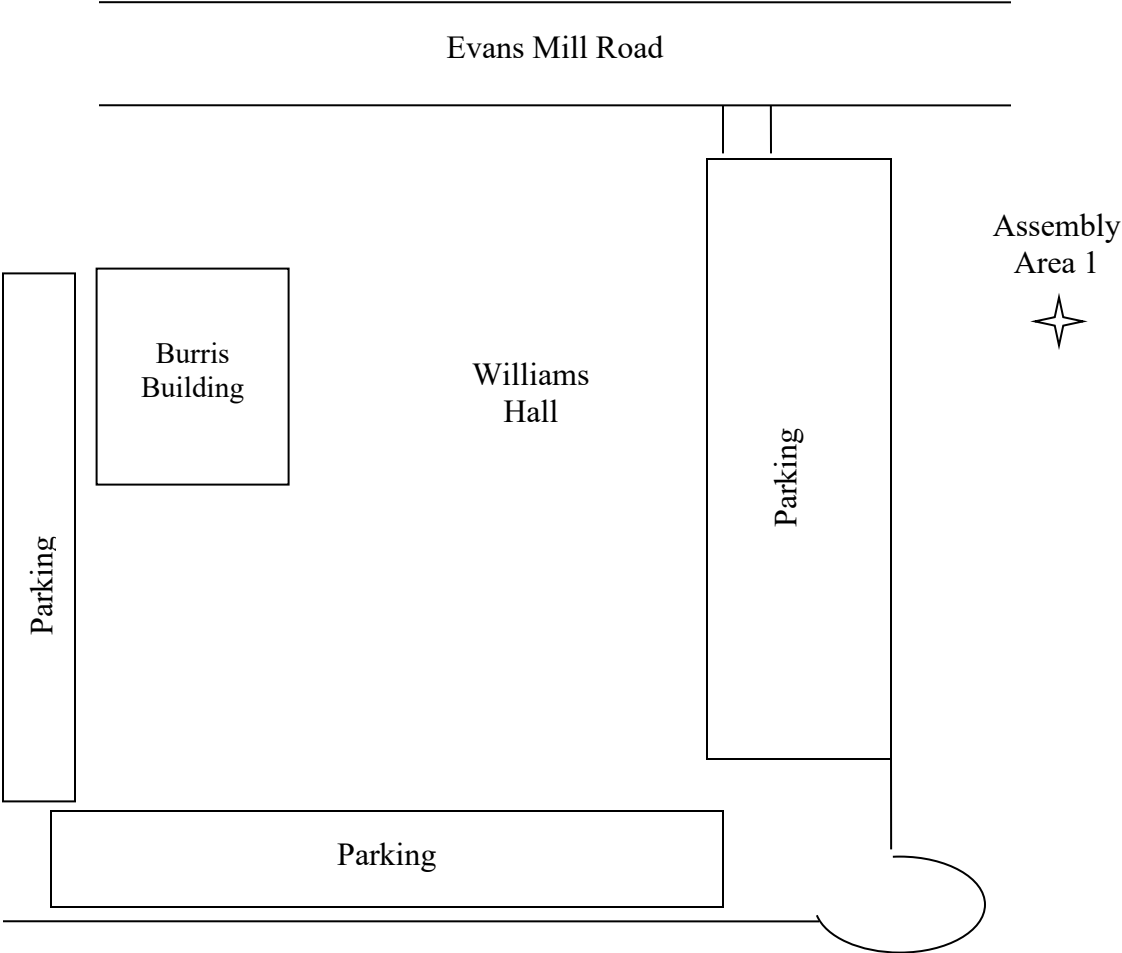 Evans Mill Road
Assembly
Area 1
Burris
Building
Williams
Hall
Parking
Parking
Parking